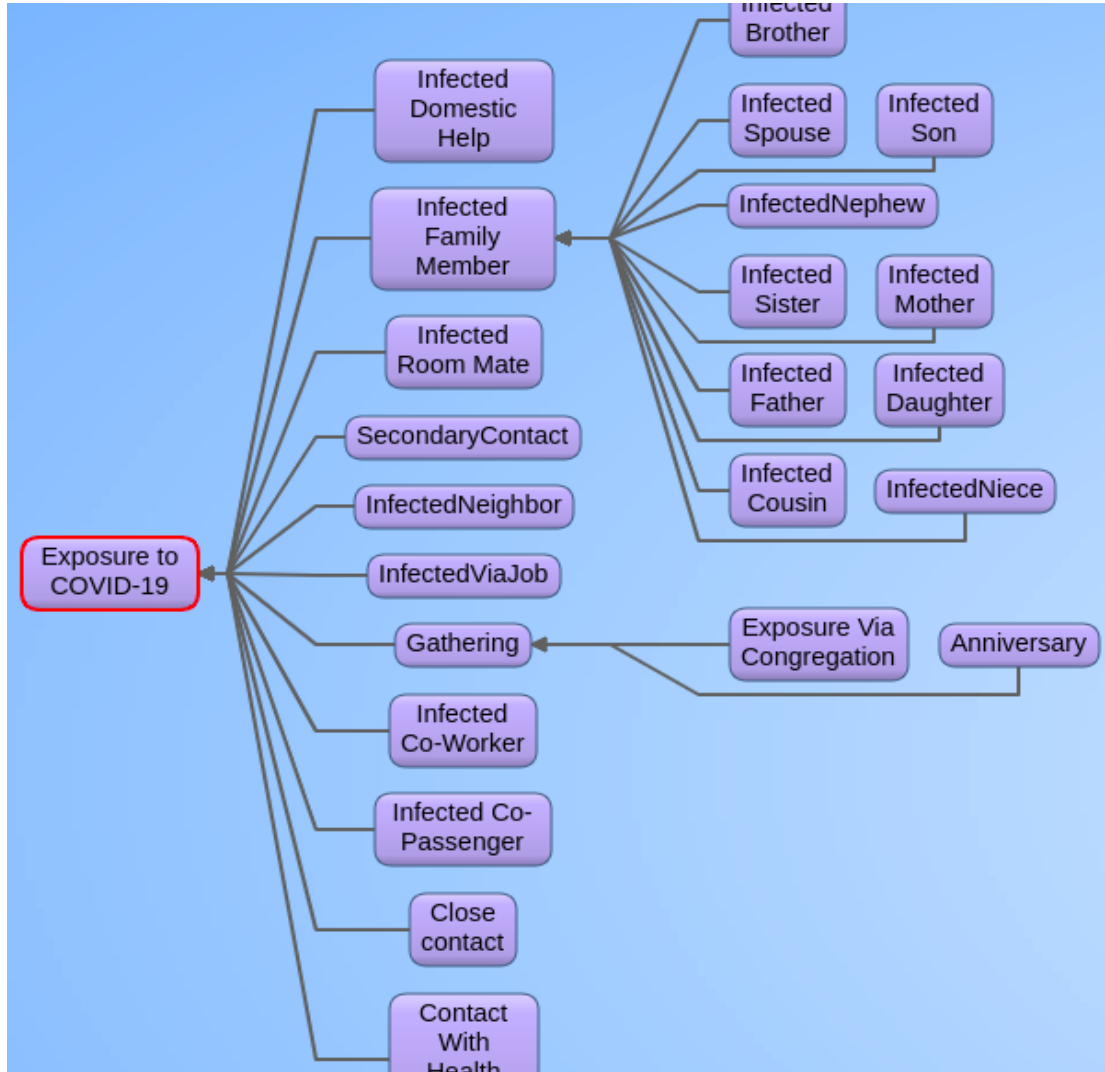 Infected
Brother
Infected
Domestic
Help
Infected
Spouse
Infected
Son
Infected
Family
Member
InfectedNephew
Infected
Sister
Infected
Mother
Infected
Room Mate
Infected
Father
Infected
Daughter
SecondaryContact
Infected
Cousin
InfectedNiece
InfectedNeighbor
Exposure to
COVID-19
InfectedViaJob
Gathering
Exposure Via
Congregation
Anniversary
Infected
Co-Worker
Infected Co-
Passenger
Close
contact
Contact
With
Health